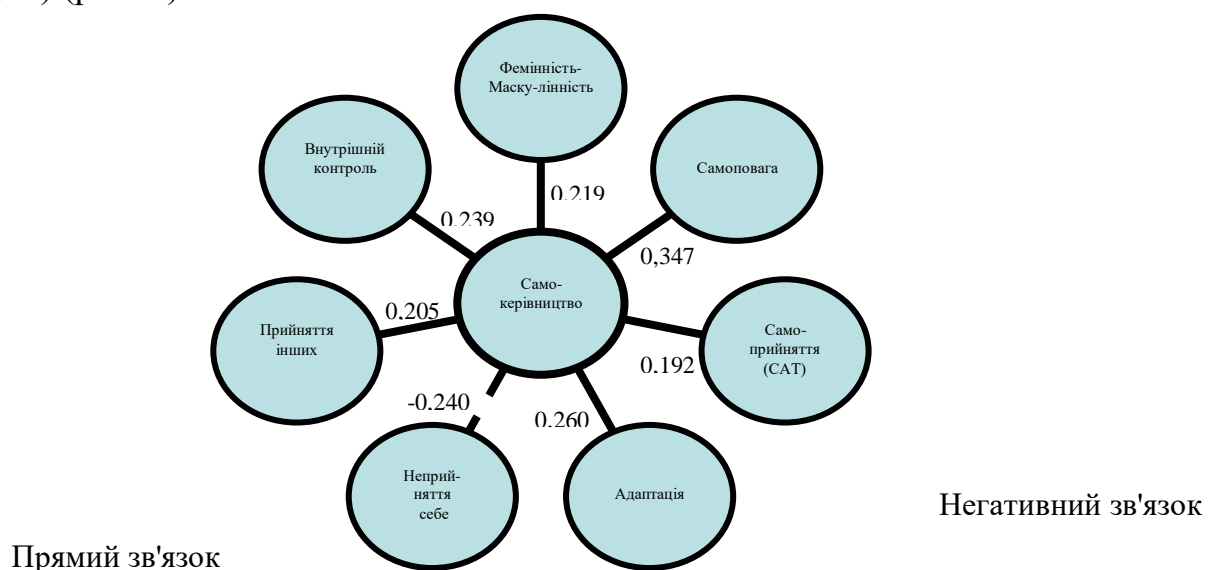 Фемінність-
Маску-лінність
Внутрішній
контроль
Самоповага
0.219
0.239
0,347
Само-
керівництво
Прийняття
інших
0.205
Само-
прийняття
(САТ)
0.192
-0.240
0.260
Неприй-
няття
себе
Адаптація
Негативний зв'язок
Прямий зв'язок